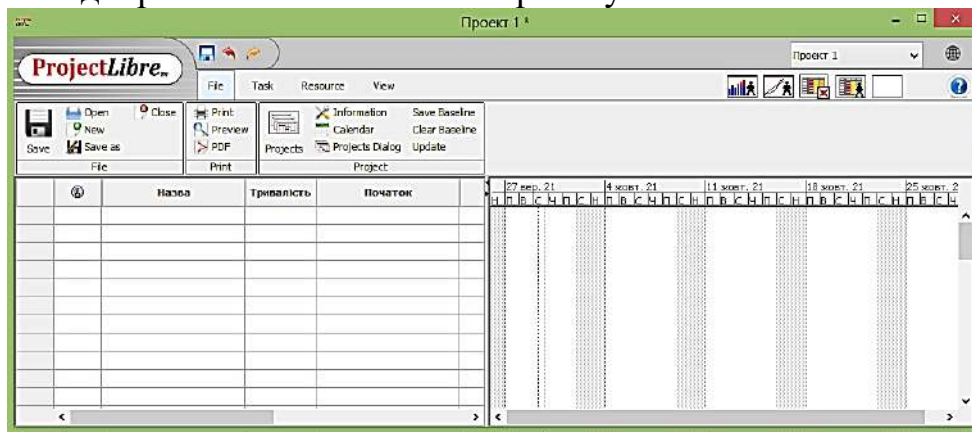 Проект 1 *
ProjectLibre
Проект 1
File Task Resource View
Save Open New Save as Close
Print Preview PDF
Projects Information Calendar Projects Dialog
Save Baseline Clear Baseline Update
File Print Project
Назва Тривалість Початок
27 вер. 21 4 жовт. 21 11 жовт. 21 18 жовт. 21 25 жовт. 2
Н П В С Ч П С Н П В С Ч П С Н П В С Ч П С Н П В С Ч П С Н П В С Ч